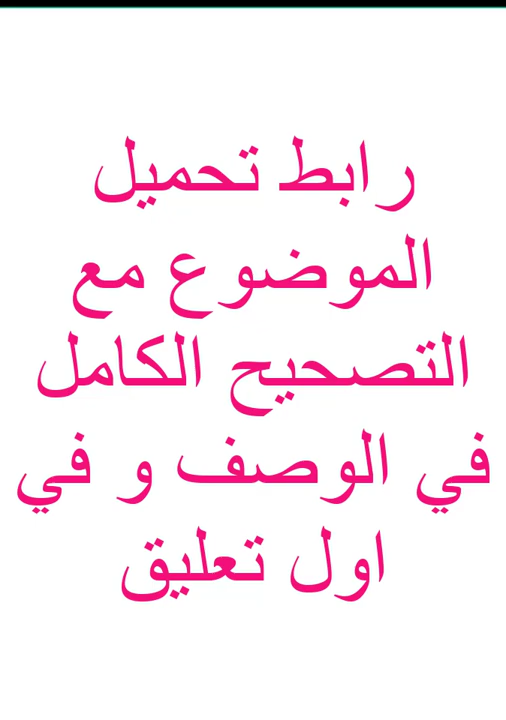 رابط تحميل
الموضوع مع
التصحيح الكامل
في الوصف و في
اول تعليق